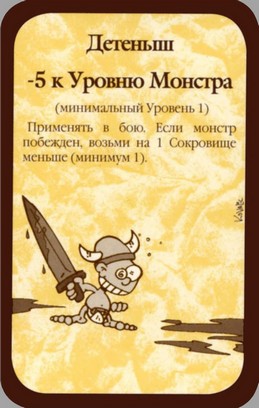 Детеныш
-5 к Уровню Монстра
(минимальный Уровень 1)
Применять в бою. Если монстр
побежден, возьми на 1 Сокровище
меньше (минимум 1).